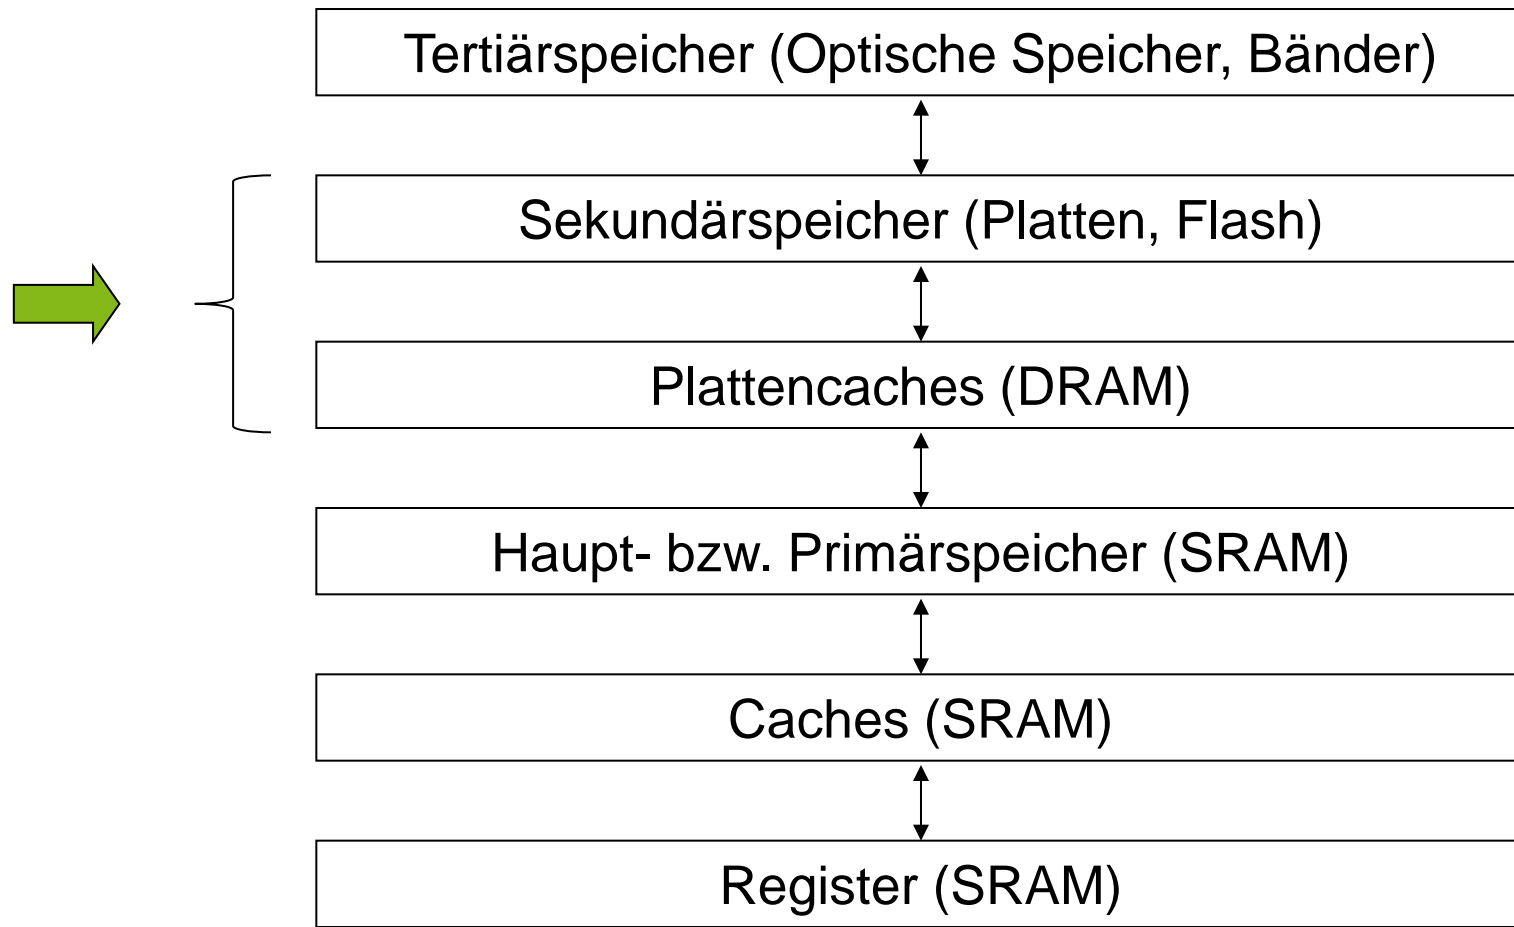 Tertiärspeicher (Optische Speicher, Bänder)
Sekundärspeicher (Platten, Flash)
Plattencaches (DRAM)
Haupt- bzw. Primärspeicher (SRAM)
Caches (SRAM)
Register (SRAM)